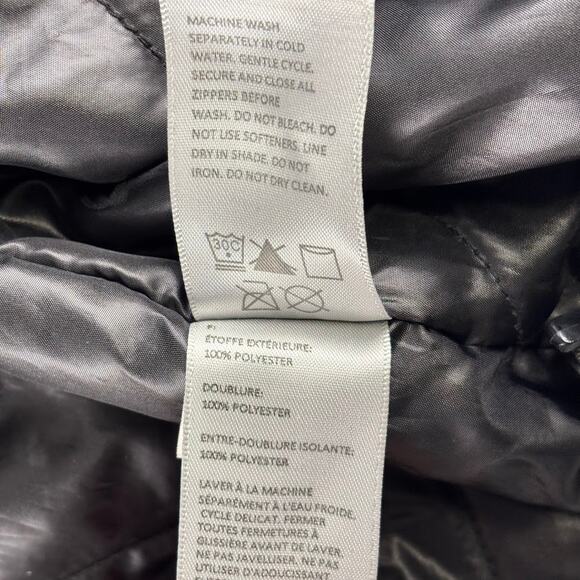 MACHINE WASH
SEPARATELY IN COLD
WATER. GENTLE CYCLE.
SECURE AND CLOSE ALL
ZIPPERS BEFORE
WASH. DO NOT BLEACH. DO
NOT USE SOFTENERS. LINE
DRY IN SHADE. DO NOT
IRON. DO NOT DRY CLEAN.
30C
ÉTOFFE EXTÉRIEURE:
100% POLYESTER
DOUBLURE:
100% POLYESTER
ENTRE-DOUBLURE ISOLANTE:
100% POLYESTER
LAVER À LA MACHINE
SÉPARÉMENT À L'EAU FROIDE,
CYCLE DELICAT. FERMER
TOUTES FERMETURES À
GLISSIÈRE AVANT DE LAVER.
NE PAS JAVELLISER. NE PAS
UTILISER D'ADOUCISSANT